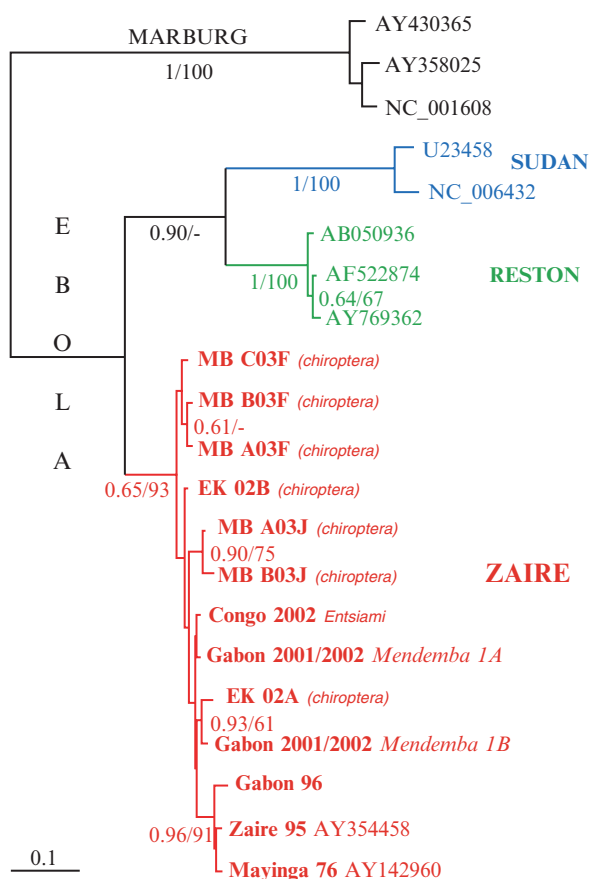 AY430365
MARBURG
1/100
AY358025
NC_001608
U23458
SUDAN
1/100
NC_006432
E
0.90/-
AB050936
B
1/100
AF522874
RESTON
0.64/67
AY769362
O
MB C03F (chiroptera)
L
MB B03F (chiroptera)
0.61/-
A
MB A03F (chiroptera)
0.65/93
EK 02B (chiroptera)
MB A03J (chiroptera)
0.90/75
MB B03J (chiroptera)
ZAIRE
Congo 2002 Entsiami
Gabon 2001/2002 Mendemba 1A
EK 02A (chiroptera)
0.93/61
Gabon 2001/2002 Mendemba 1B
Gabon 96
0.96/91
Zaire 95 AY354458
0.1
Mayinga 76 AY142960